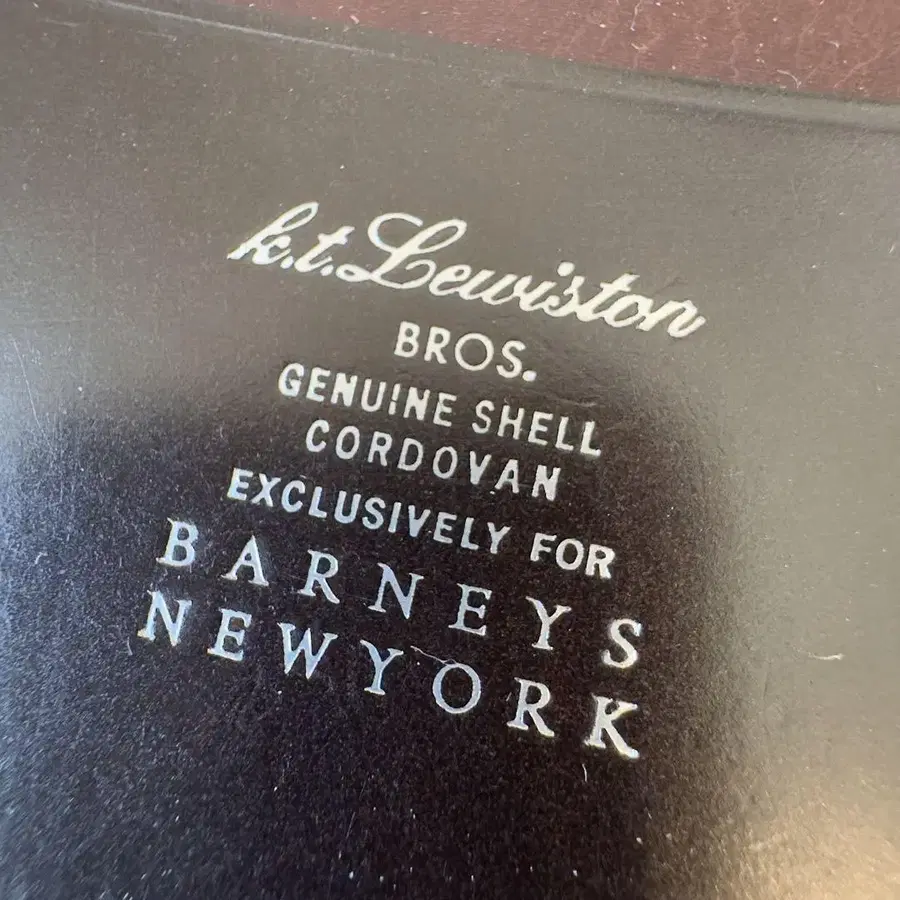 k.t. Lewiston
BROS.
GENUINE SHELL
CORDOVAN
EXCLUSIVELY FOR
BARNEYS
NEWYORK